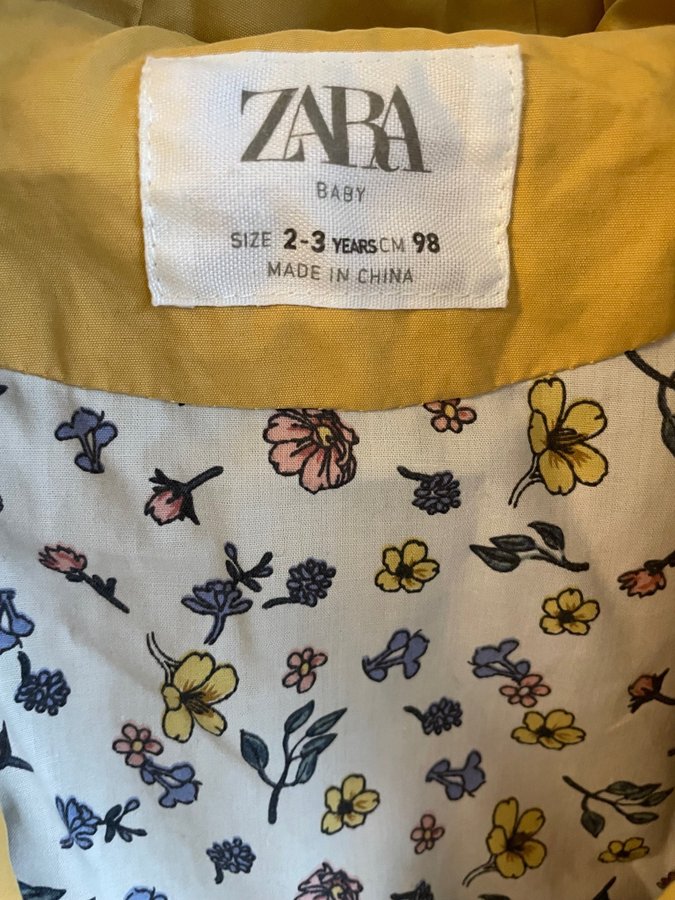 ZARA
BABY
SIZE 2-3 YEARS CM 98
MADE IN CHINA